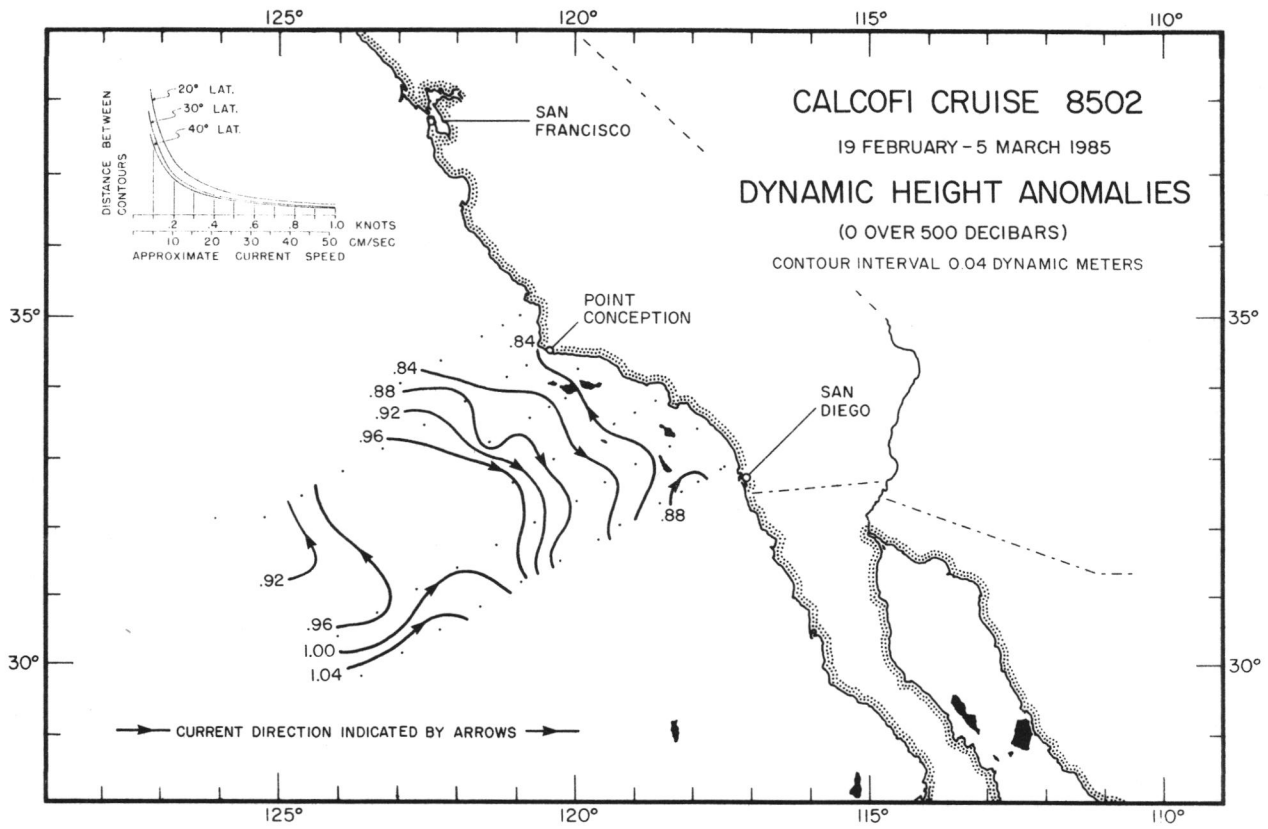 125°
120°
115°
110°
20° LAT.
30° LAT.
40° LAT.
DISTANCE BETWEEN
CONTOURS
.2 .4 .6 .8 1.0 KNOTS
10 20 30 40 50 CM/SEC
APPROXIMATE CURRENT SPEED
SAN
FRANCISCO
CALCOFI CRUISE 8502
19 FEBRUARY – 5 MARCH 1985
DYNAMIC HEIGHT ANOMALIES
(0 OVER 500 DECIBARS)
CONTOUR INTERVAL 0.04 DYNAMIC METERS
35°
35°
POINT
CONCEPTION
.84
.84
.88
.92
.96
SAN
DIEGO
.88
.92
.96
1.00
1.04
30°
30°
CURRENT DIRECTION INDICATED BY ARROWS
125°
120°
115°
110°